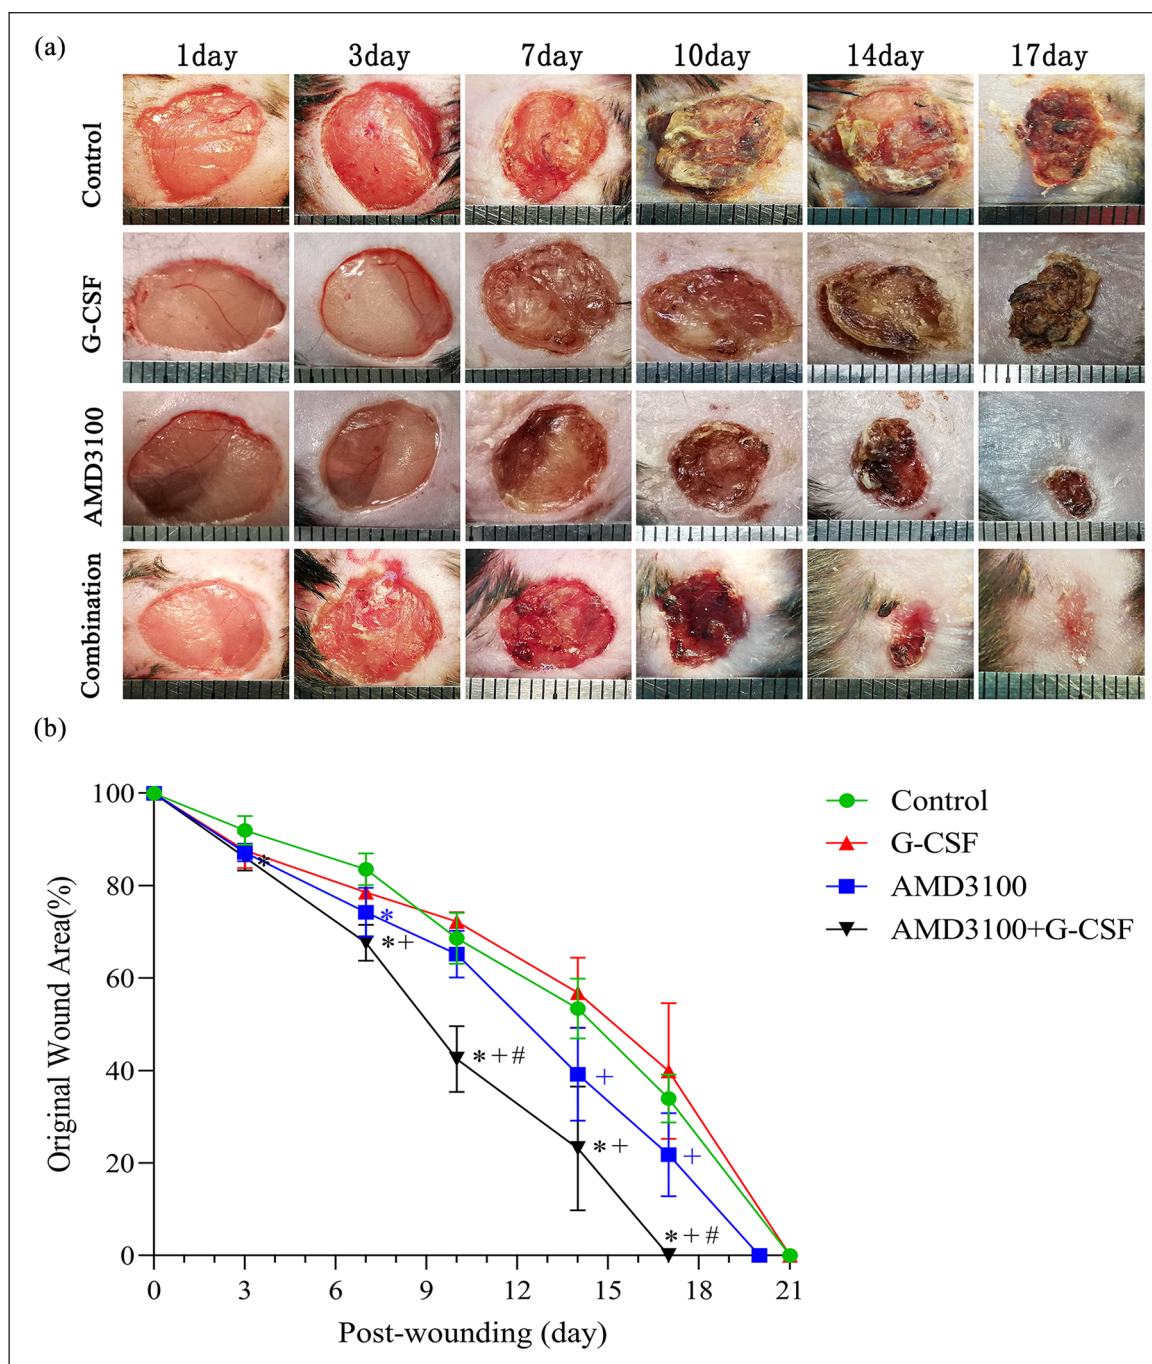 (a)
1day 3day 7day 10day 14day 17day
Control
G-CSF
AMD3100
Combination
(b)
Original Wound Area(%)
100
80
60
40
20
0
*
*
*+
*+#
+
*+
+
*+#
0 3 6 9 12 15 18 21
Post-wounding (day)
Control
G-CSF
AMD3100
AMD3100+G-CSF